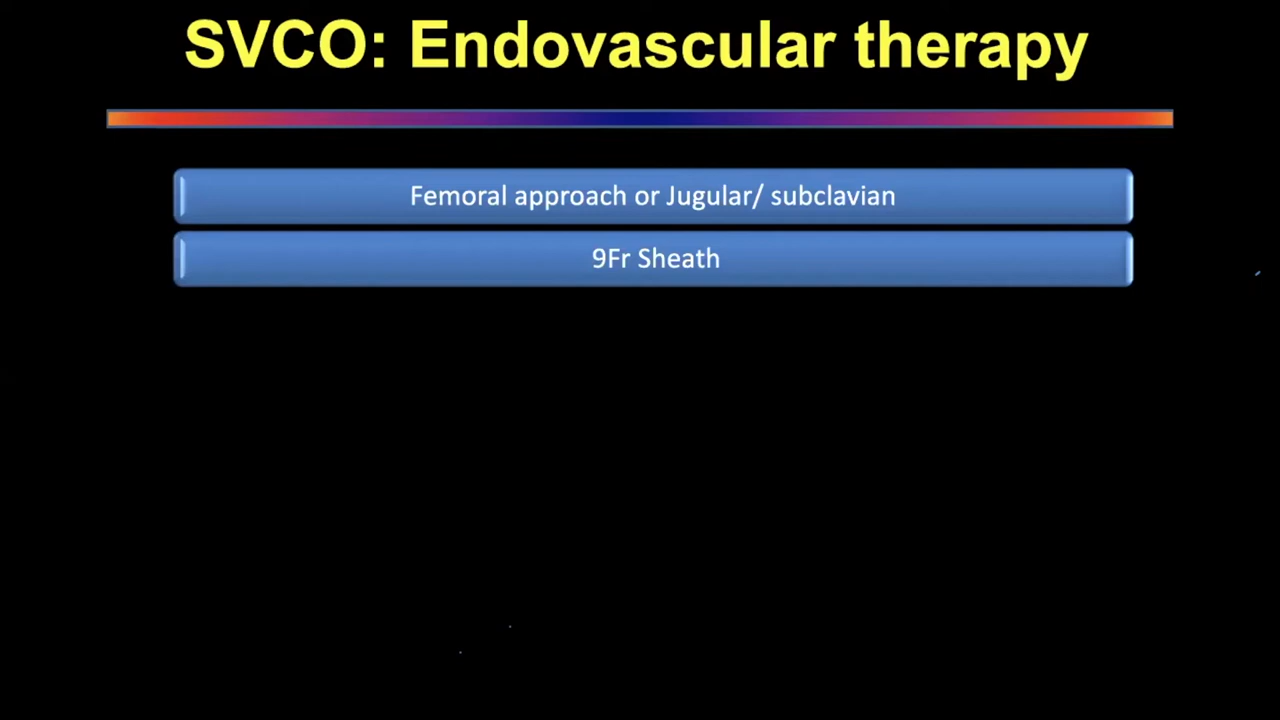 SVCO: Endovascular therapy
Femoral approach or Jugular/ subclavian
9Fr Sheath